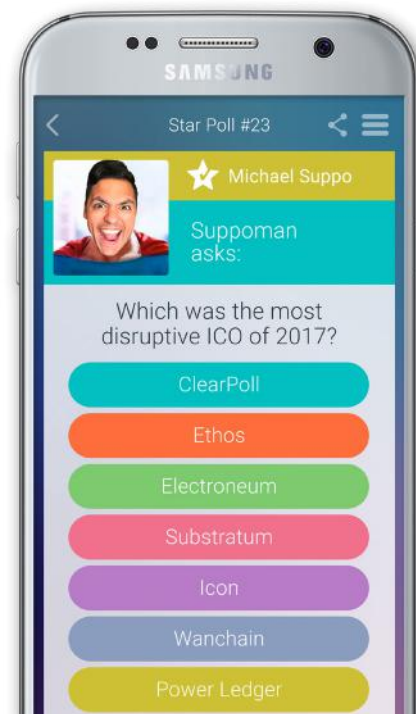 SAMSUNG
Star Poll #23
Michael Suppo
Suppoman
asks:
Which was the most
disruptive ICO of 2017?
ClearPoll
Ethos
Electroneum
Substratum
Icon
Wanchain
Power Ledger